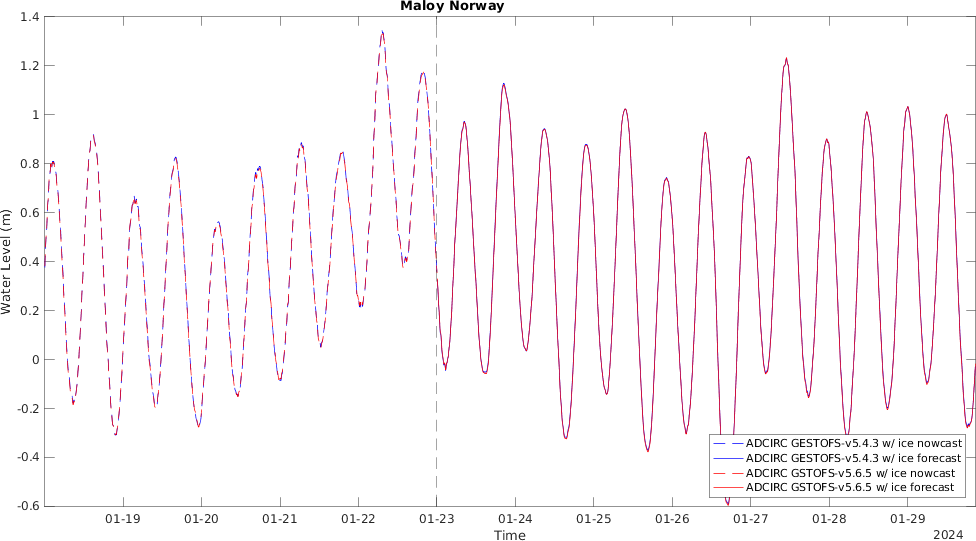 Maloy Norway
1.4
1.2
1
0.8
0.6
0.4
0.2
0
-0.2
-0.4
-0.6
Water Level (m)
01-19 01-20 01-21 01-22 01-23 01-24 01-25 01-26 01-27 01-28 01-29
Time
2024
ADCIRC GESTOFS-v5.4.3 w/ ice nowcast
ADCIRC GESTOFS-v5.4.3 w/ ice forecast
ADCIRC GSTOFS-v5.6.5 w/ ice nowcast
ADCIRC GSTOFS-v5.6.5 w/ ice forecast